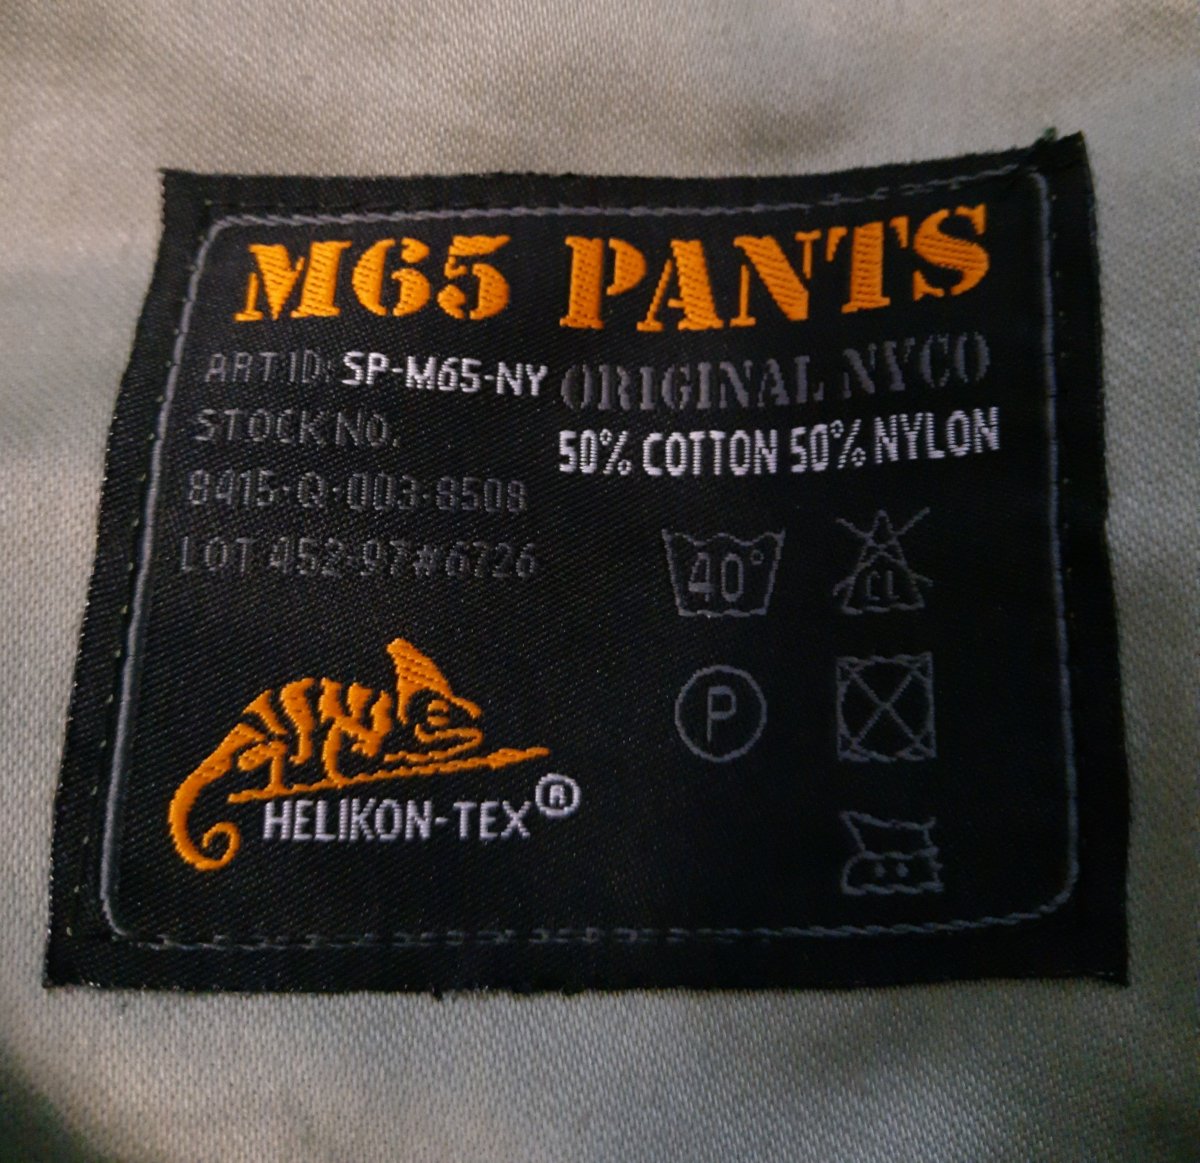 M65 PANTS
ART ID: SP-M65-NY
STOCK NO.
8415-Q-003-8508
LOT 452-97#6726
ORIGINAL NYCO
50% COTTON 50% NYLON
40°
CL
P
HELIKON-TEX®